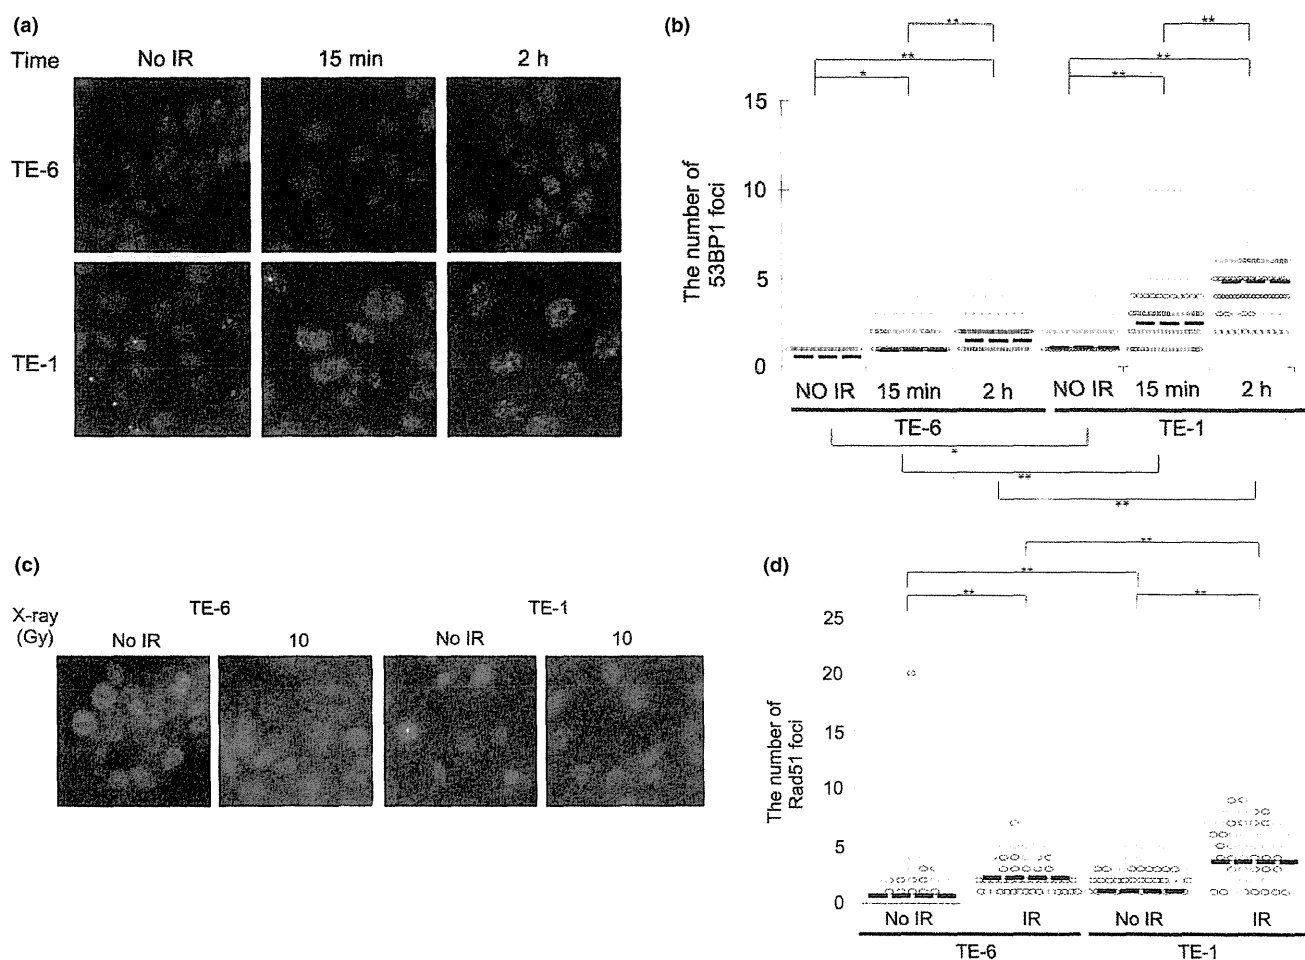 (a)
Time No IR 15 min 2 h
TE-6
TE-1
(b)
** **
** **
* **
15
10
5
0
The number of
53BP1 foci
NO IR 15 min 2 h NO IR 15 min 2 h
TE-6 TE-1
*
**
**
(c)
TE-6 TE-1
X-ray
(Gy)
No IR 10 No IR 10
(d)
**
**
** **
25
20
15
10
5
0
The number of
Rad51 foci
No IR IR No IR IR
TE-6 TE-1